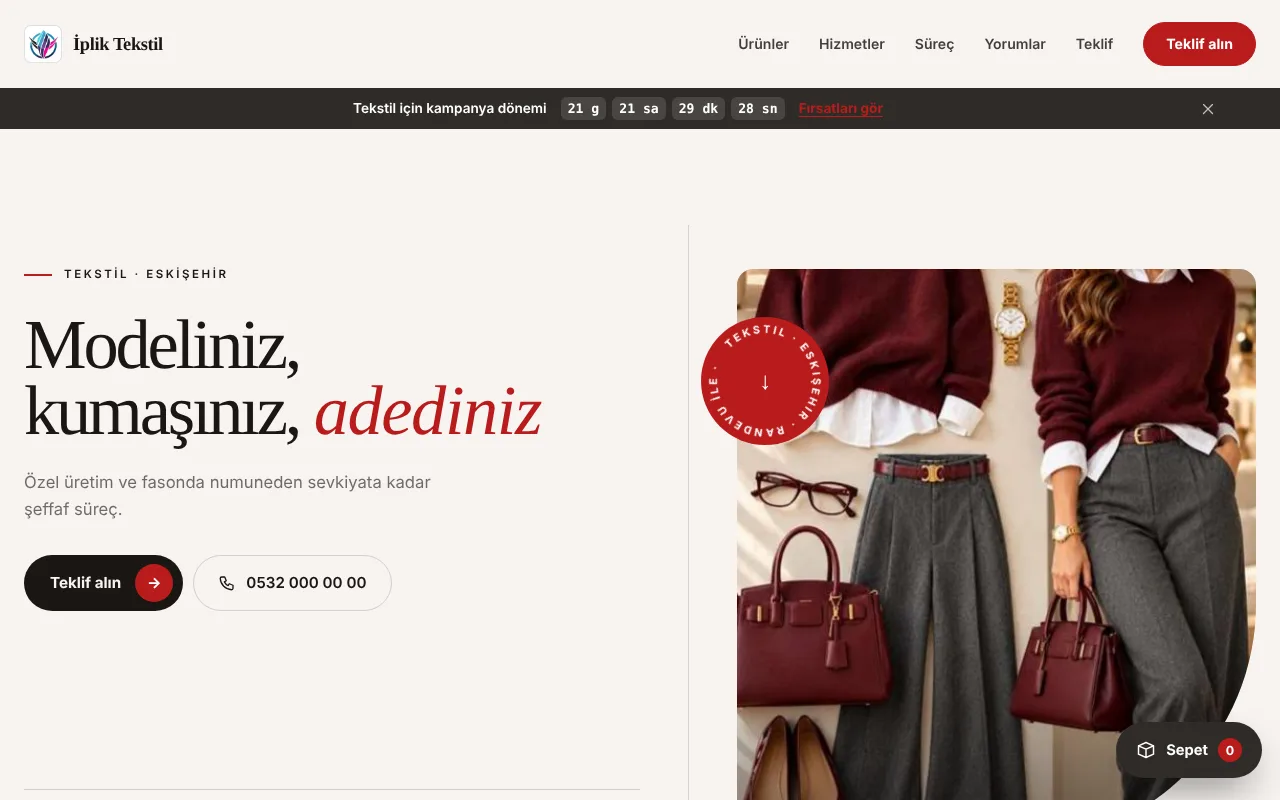 İplik Tekstil
Ürünler
Hizmetler
Süreç
Yorumlar
Teklif
Teklif alın
Tekstil için kampanya dönemi 21 g 21 sa 29 dk 28 sn Fırsatları gör
TEKSTİL · ESKİŞEHİR
Modeliniz,
kumaşınız, adediniz
Özel üretim ve fasonda numuneden sevkiyata kadar
şeffaf süreç.
Teklif alın
0532 000 00 00
TEKSTIL · ESKİŞEHİR · RANDEVU İLE ·
Sepet 0